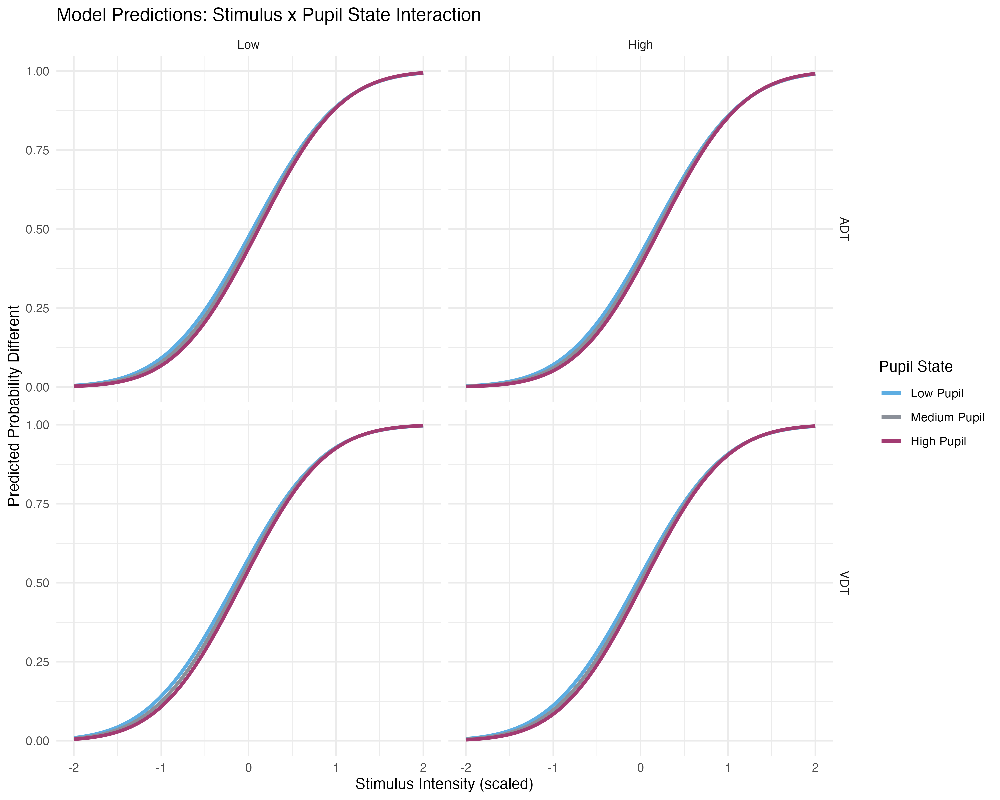 Model Predictions: Stimulus x Pupil State Interaction
Low
High
1.00
0.75
0.50
0.25
0.00
ADT
1.00
0.75
0.50
0.25
0.00
VDT
Predicted Probability Different
-2
-1
0
1
2
-2
-1
0
1
2
Stimulus Intensity (scaled)
Pupil State
Low Pupil
Medium Pupil
High Pupil